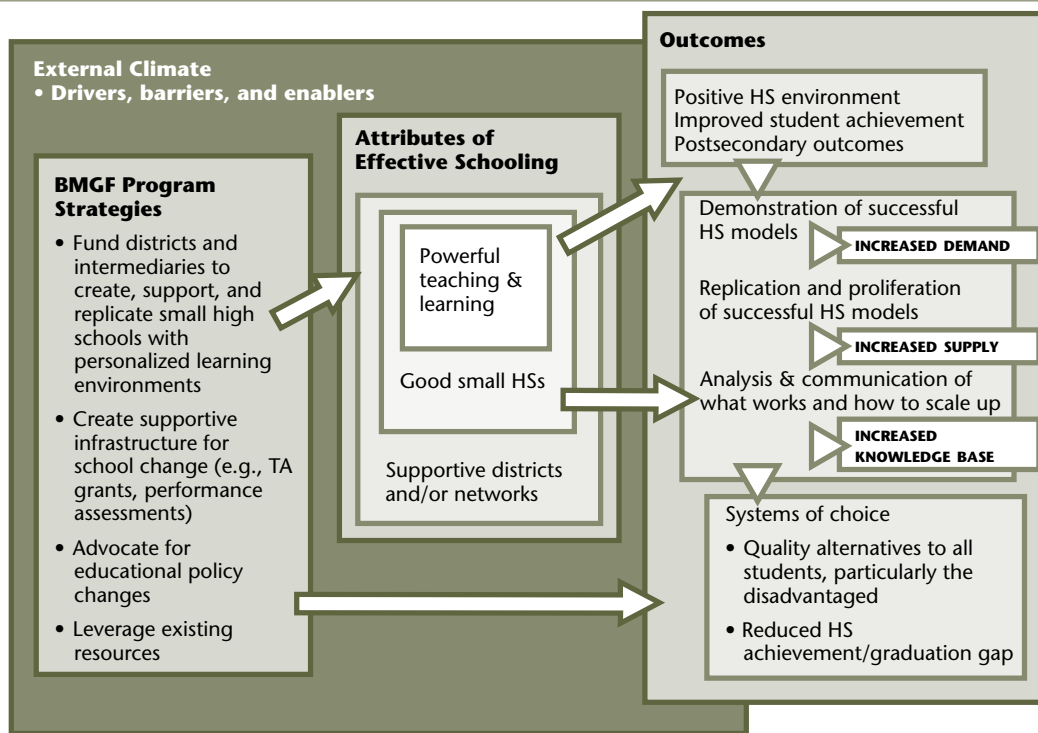 External Climate
• Drivers, barriers, and enablers
BMGF Program
Strategies
• Fund districts and
intermediaries to
create, support, and
replicate small high
schools with
personalized learning
environments
• Create supportive
infrastructure for
school change (e.g., TA
grants, performance
assessments)
• Advocate for
educational policy
changes
• Leverage existing
resources
Attributes of
Effective Schooling
Powerful
teaching &
learning
Good small HSs
Supportive districts
and/or networks
Outcomes
Positive HS environment
Improved student achievement
Postsecondary outcomes
Demonstration of successful
HS models
INCREASED DEMAND
Replication and proliferation
of successful HS models
INCREASED SUPPLY
Analysis & communication of
what works and how to scale up
INCREASED
KNOWLEDGE BASE
Systems of choice
• Quality alternatives to all
students, particularly the
disadvantaged
• Reduced HS
achievement/graduation gap